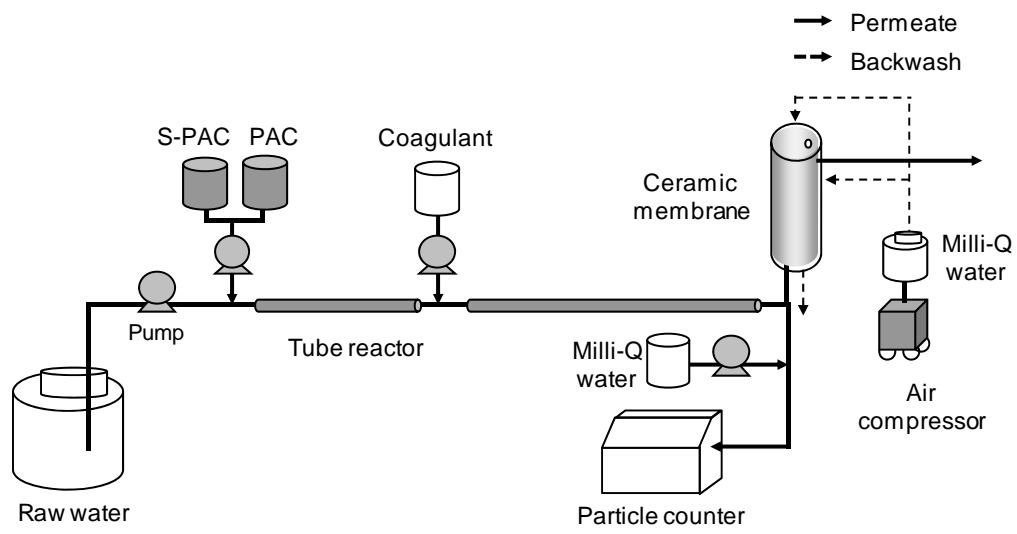 Permeate
Backwash
S-PAC
PAC
Coagulant
Ceramic
membrane
Milli-Q
water
Pump
Tube reactor
Milli-Q
water
Air
compressor
Raw water
Particle counter